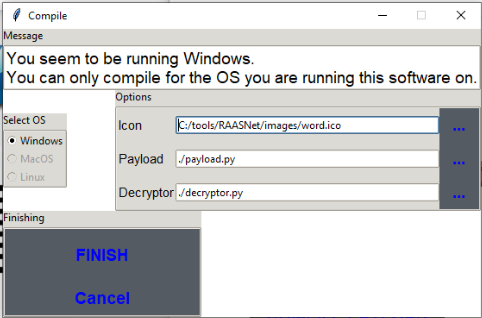 Compile
Message
You seem to be running Windows.
You can only compile for the OS you are running this software on.
Options
Select OS
Windows
MacOS
Linux
Icon
C:/tools/RAASNet/images/word.ico
...
Payload
./payload.py
...
Decryptor
./decryptor.py
...
Finishing
FINISH
Cancel